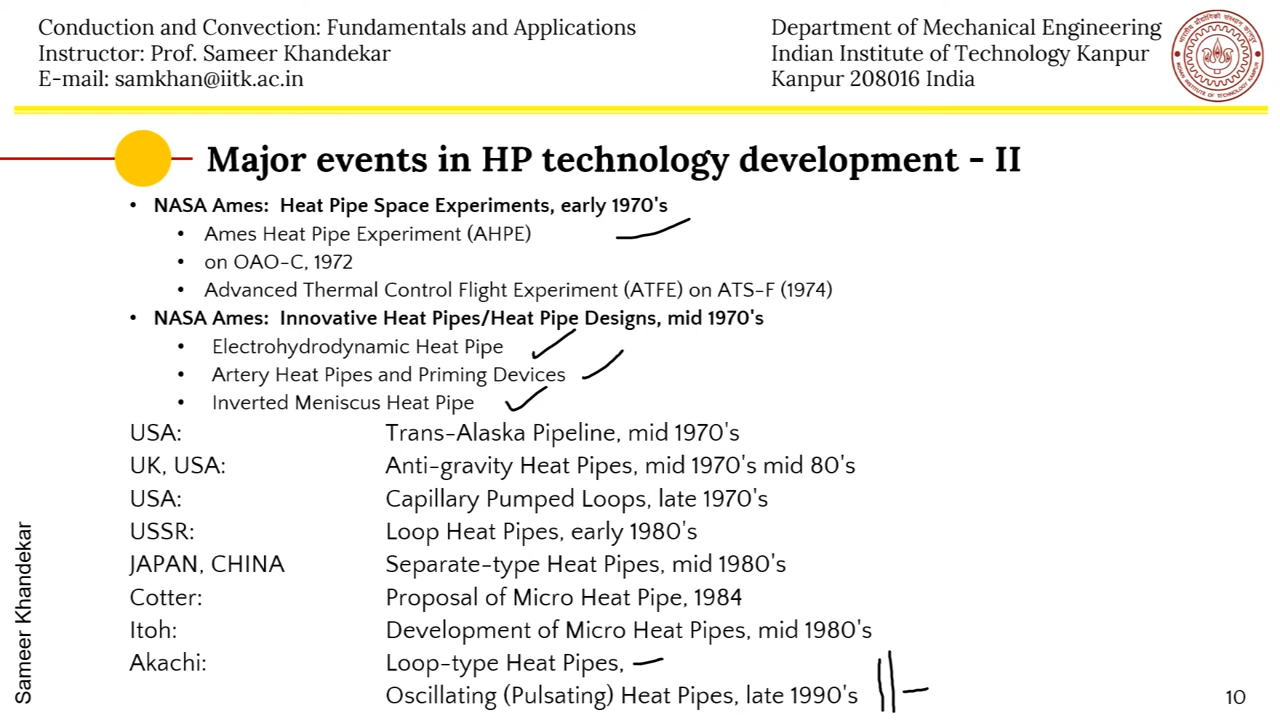 Conduction and Convection: Fundamentals and Applications
Instructor: Prof. Sameer Khandekar
E-mail: samkhan@iitk.ac.in
Department of Mechanical Engineering
Indian Institute of Technology Kanpur
Kanpur 208016 India
Major events in HP technology development - II
• NASA Ames: Heat Pipe Space Experiments, early 1970's
• Ames Heat Pipe Experiment (AHPE)
• on OAO-C, 1972
• Advanced Thermal Control Flight Experiment (ATFE) on ATS-F (1974)
• NASA Ames: Innovative Heat Pipes/Heat Pipe Designs, mid 1970's
• Electrohydrodynamic Heat Pipe
• Artery Heat Pipes and Priming Devices
• Inverted Meniscus Heat Pipe
USA: Trans-Alaska Pipeline, mid 1970's
UK, USA: Anti-gravity Heat Pipes, mid 1970's mid 80's
USA: Capillary Pumped Loops, late 1970's
USSR: Loop Heat Pipes, early 1980's
JAPAN, CHINA Separate-type Heat Pipes, mid 1980's
Cotter: Proposal of Micro Heat Pipe, 1984
Itoh: Development of Micro Heat Pipes, mid 1980's
Akachi: Loop-type Heat Pipes,
Oscillating (Pulsating) Heat Pipes, late 1990's
Sameer Khandekar
10